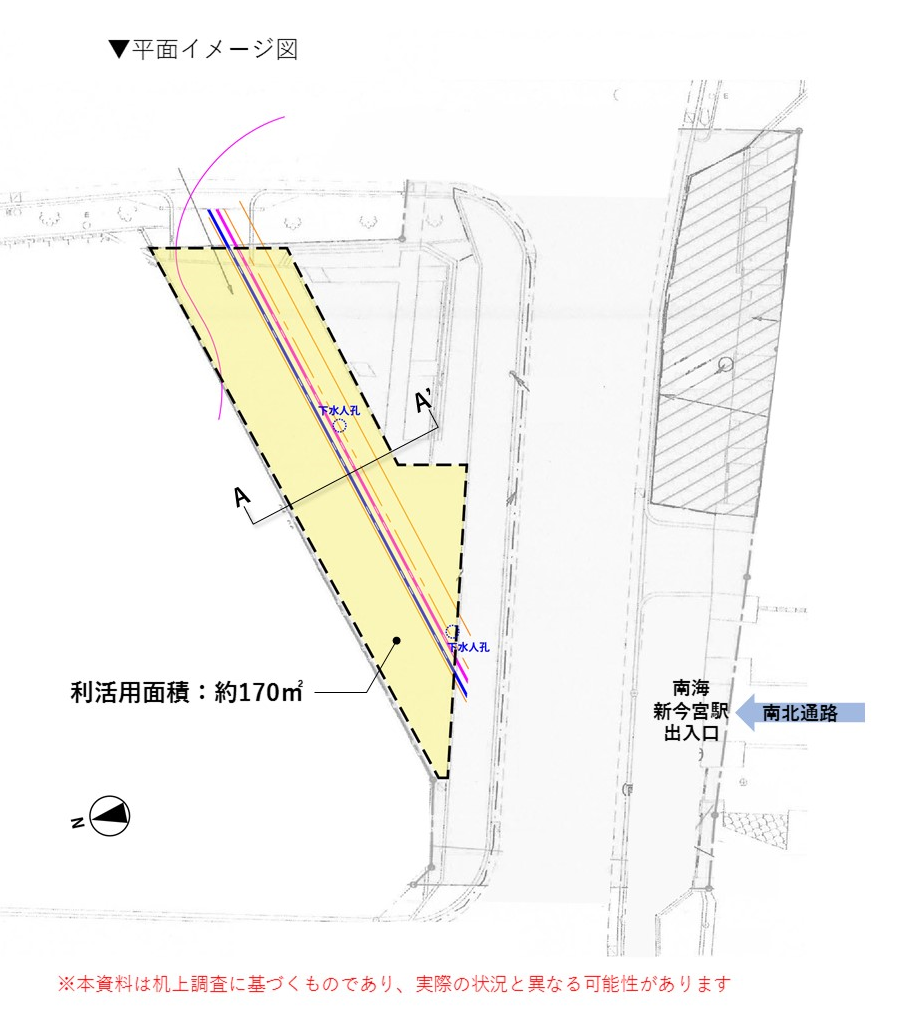 ▼平面イメージ図
E
E
下水人孔
A'
A
下水人孔
利活用面積：約170㎡
南海
新今宮駅
出入口
南北通路
N
※本資料は机上調査に基づくものであり、実際の状況と異なる可能性があります